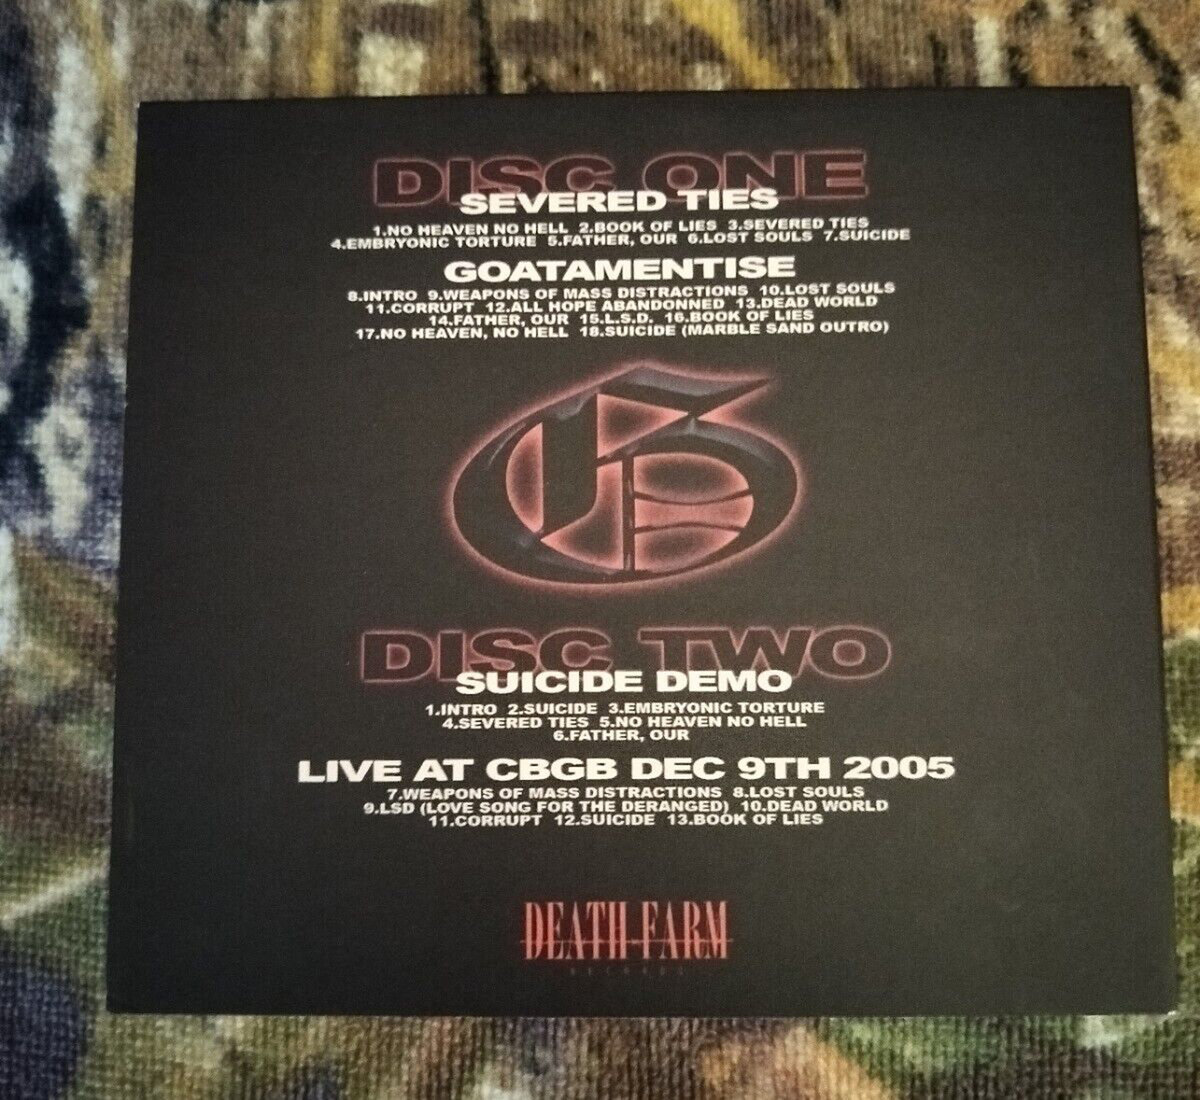 DISC ONE
SEVERED TIES
1.NO HEAVEN NO HELL 2.BOOK OF LIES 3.SEVERED TIES
4.EMBRYONIC TORTURE 5.FATHER, OUR 6.LOST SOULS 7.SUICIDE
GOATAMENTISE
8.INTRO 9.WEAPONS OF MASS DISTRACTIONS 10.LOST SOULS
11.CORRUPT 12.ALL HOPE ABANDONNED 13.DEAD WORLD
14.FATHER, OUR 15.L.S.D. 16.BOOK OF LIES
17.NO HEAVEN, NO HELL 18.SUICIDE (MARBLE SAND OUTRO)
G
DISC TWO
SUICIDE DEMO
1.INTRO 2.SUICIDE 3.EMBRYONIC TORTURE
4.SEVERED TIES 5.NO HEAVEN NO HELL
6.FATHER, OUR
LIVE AT CBGB DEC 9TH 2005
7.WEAPONS OF MASS DISTRACTIONS 8.LOST SOULS
9.LSD (LOVE SONG FOR THE DERANGED) 10.DEAD WORLD
11.CORRUPT 12.SUICIDE 13.BOOK OF LIES
DEATH FARM
RECORDS